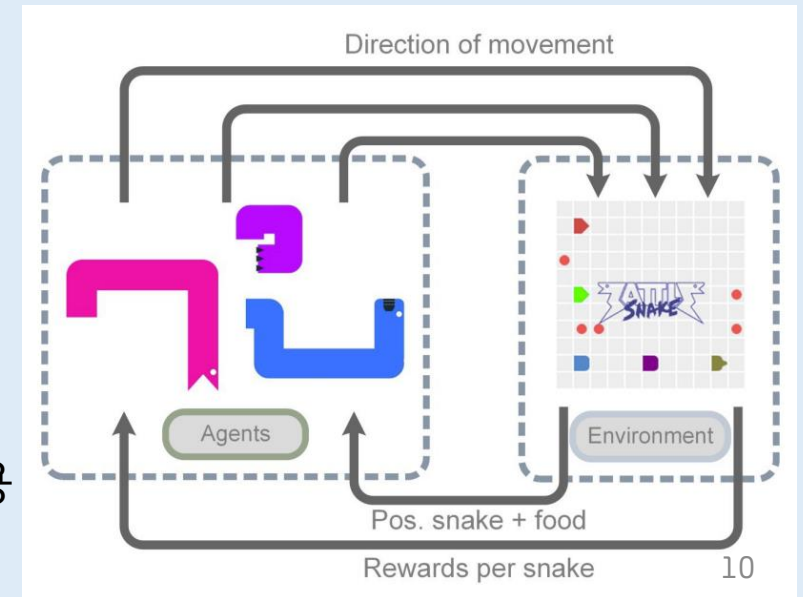 Direction of movement
BATTLE
SNAKE
Agents
Environment
Pos. snake + food
Rewards per snake
10